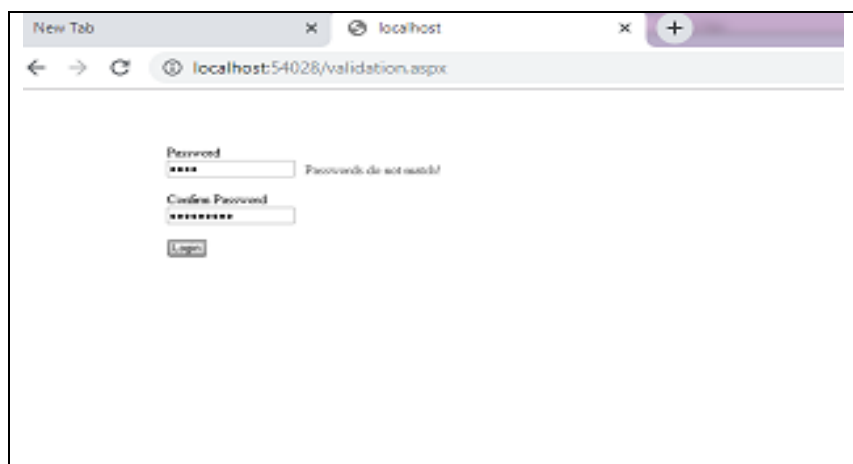 New Tab localhost
localhost:54028/validation.aspx
Password
•••• Passwords do not match!
Confirm Password
•••••••••
Login